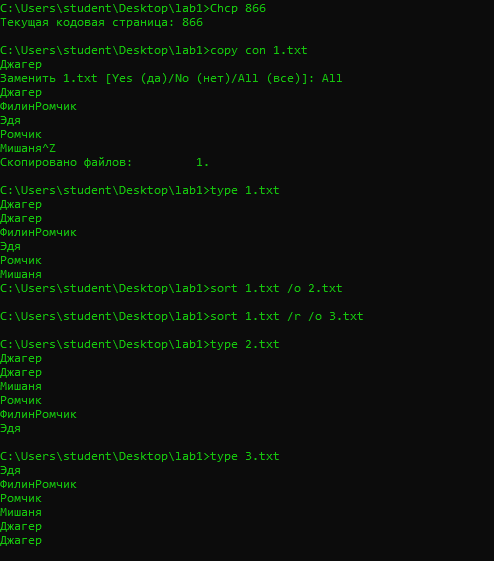 C:\Users\student\Desktop\lab1>Chcp 866
Текущая кодовая страница: 866
C:\Users\student\Desktop\lab1>copy con 1.txt
Джагер
Заменить 1.txt [Yes (да)/No (нет)/All (все)]: All
Джагер
ФилинРомчик
Эдя
Ромчик
Мишаня^Z
Скопировано файлов:         1.
C:\Users\student\Desktop\lab1>type 1.txt
Джагер
Джагер
ФилинРомчик
Эдя
Ромчик
Мишаня
C:\Users\student\Desktop\lab1>sort 1.txt /o 2.txt
C:\Users\student\Desktop\lab1>sort 1.txt /r /o 3.txt
C:\Users\student\Desktop\lab1>type 2.txt
Джагер
Джагер
Мишаня
Ромчик
ФилинРомчик
Эдя
C:\Users\student\Desktop\lab1>type 3.txt
Эдя
ФилинРомчик
Ромчик
Мишаня
Джагер
Джагер